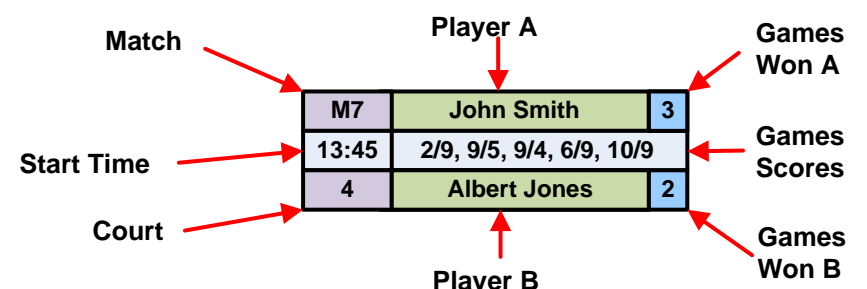 Match
Player A
Games
Won A
M7 John Smith 3
Start Time
13:45 2/9, 9/5, 9/4, 6/9, 10/9
Games
Scores
4 Albert Jones 2
Court
Player B
Games
Won B